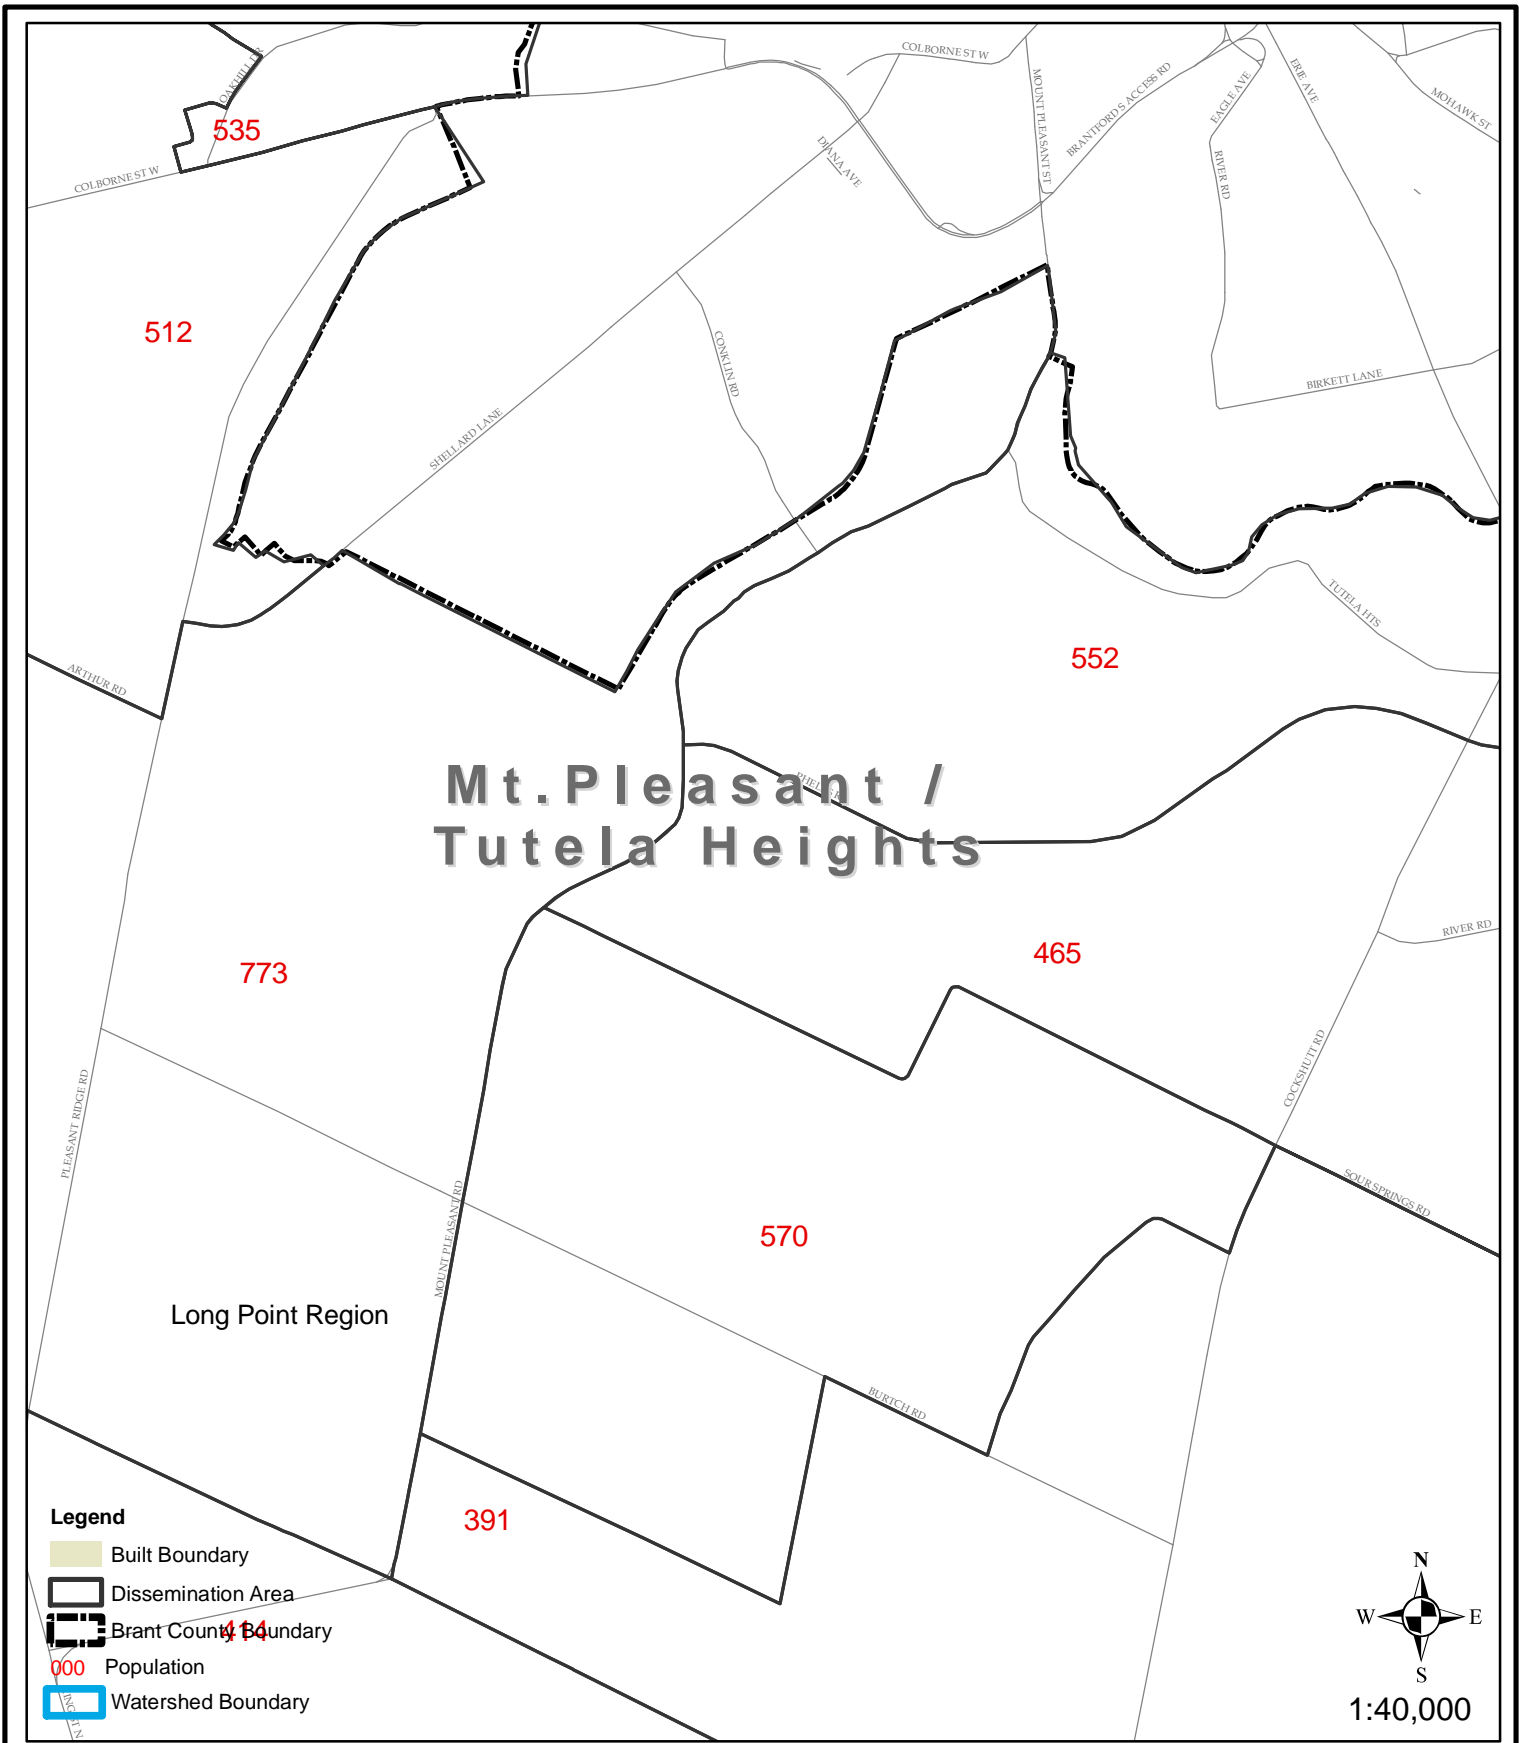 COLBORNE ST W
OAKHILL DR
MOUNT PLEASANT ST
BRANTFORD S ACCESS RD
EAGLE AVE
ERIE AVE
MOHAWK ST
535
COLBORNE ST W
DIANA AVE
RIVER RD
512
CONKLIN RD
BIRKETT LANE
SHELLARD LANE
TUTELA HTS
552
ARTHUR RD
Mt.Pleasant /
Tutela Heights
773
465
RIVER RD
COCKSHUTT RD
PLEASANT RIDGE RD
MOUNT PLEASANT RD
SOUR SPRINGS RD
570
Long Point Region
BURTCH RD
391
Legend
Built Boundary
Dissemination Area
Brant County Boundary
414
000 Population
Watershed Boundary
N
W E
S
1:40,000